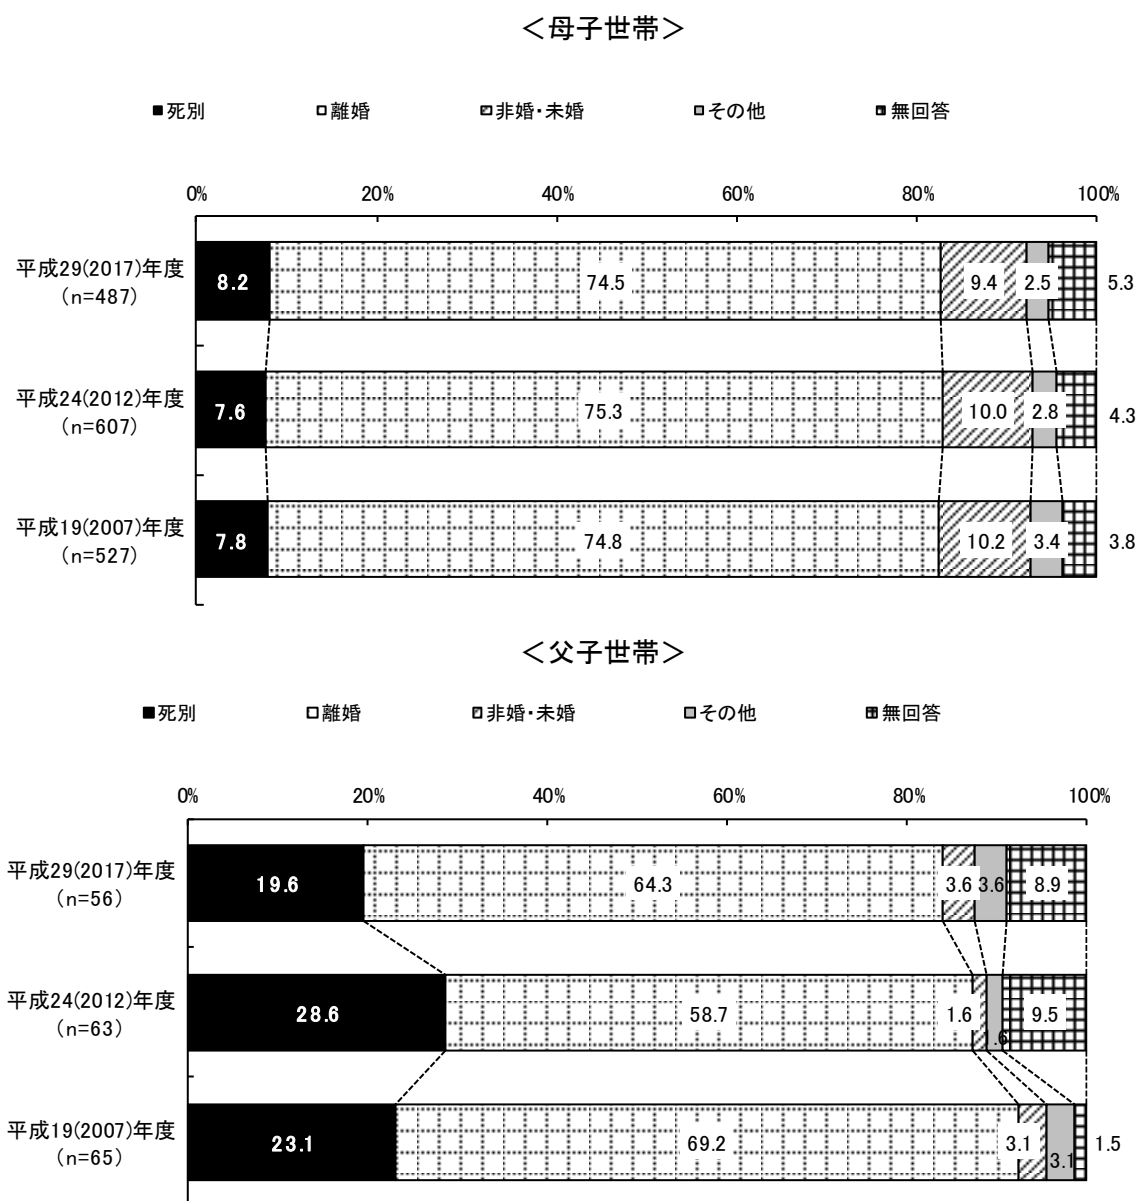 ＜母子世帯＞
■死別 □離婚 非婚・未婚 その他 無回答
0% 20% 40% 60% 80% 100%
平成29(2017)年度
（n=487）
8.2 74.5 9.4 2.5 5.3
平成24(2012)年度
（n=607）
7.6 75.3 10.0 2.8 4.3
平成19(2007)年度
（n=527）
7.8 74.8 10.2 3.4 3.8
＜父子世帯＞
■死別 □離婚 非婚・未婚 その他 無回答
0% 20% 40% 60% 80% 100%
平成29(2017)年度
（n=56）
19.6 64.3 3.6 3.6 8.9
平成24(2012)年度
（n=63）
28.6 58.7 1.6 .6 9.5
平成19(2007)年度
（n=65）
23.1 69.2 3.1 3.1 1.5